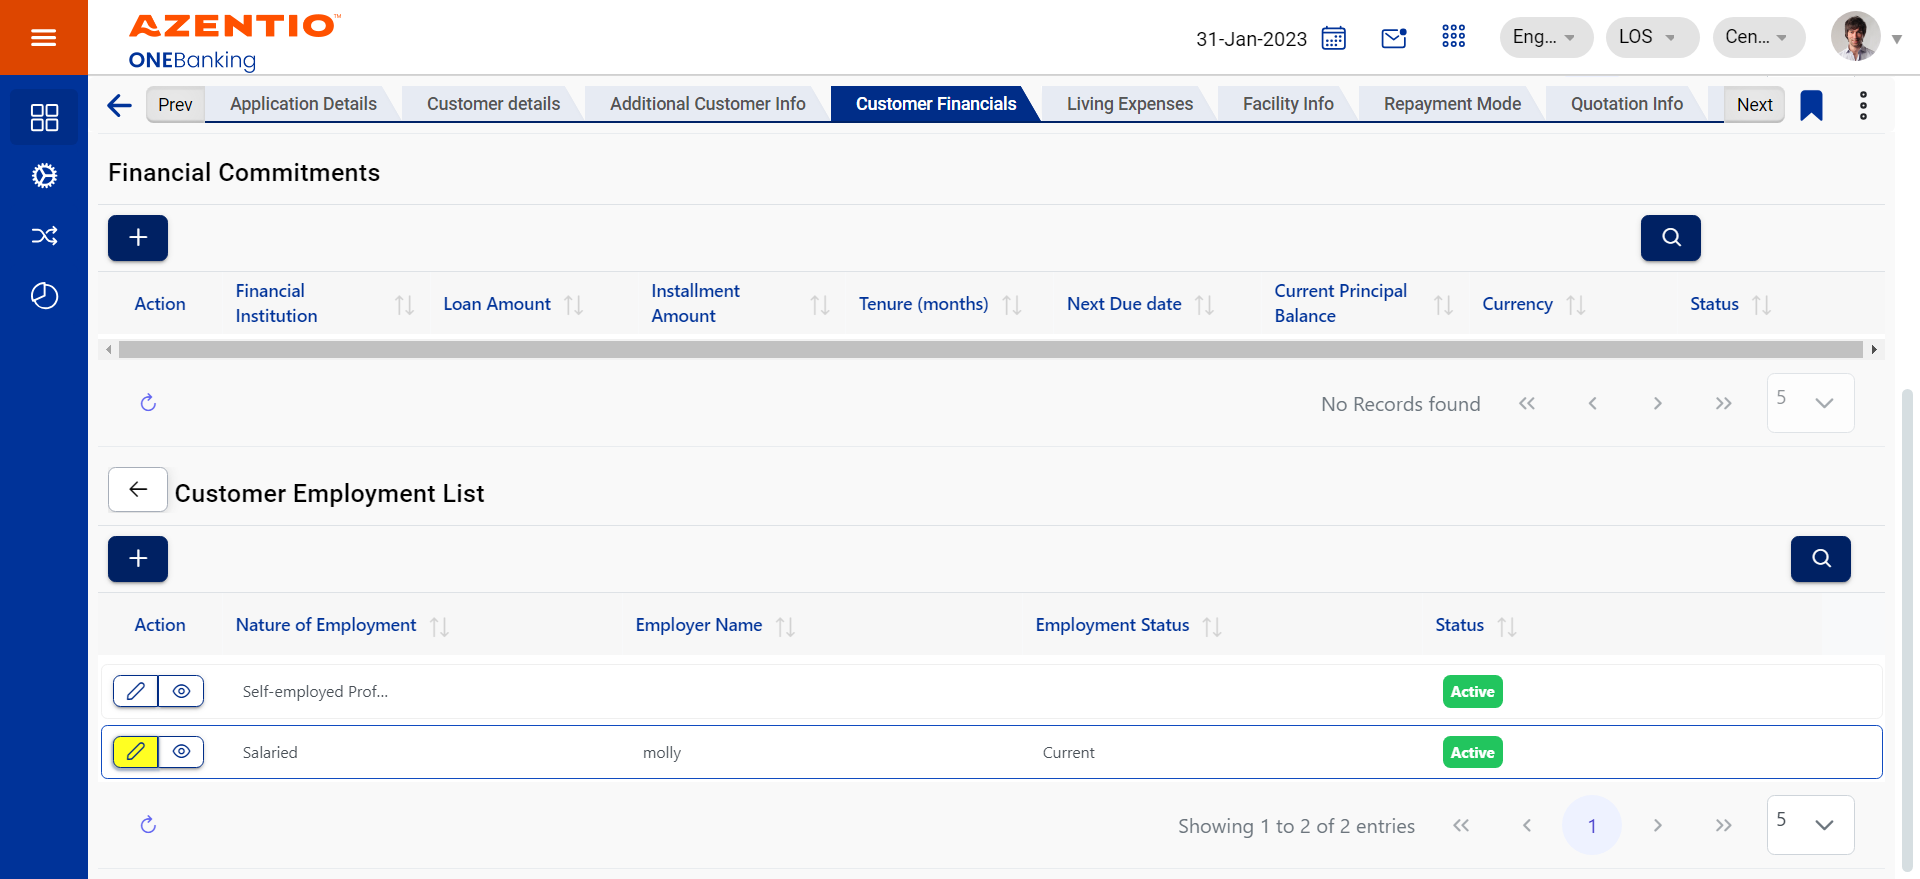 AZENTIO™
ONEBanking
31-Jan-2023
Eng...
LOS
Cen...
Prev
Application Details
Customer details
Additional Customer Info
Customer Financials
Living Expenses
Facility Info
Repayment Mode
Quotation Info
Next
Financial Commitments
Action
Financial Institution
Loan Amount
Installment Amount
Tenure (months)
Next Due date
Current Principal Balance
Currency
Status
No Records found
5
Customer Employment List
Action
Nature of Employment
Employer Name
Employment Status
Status
Self-employed Prof...
Active
Salaried
molly
Current
Active
Showing 1 to 2 of 2 entries
1
5